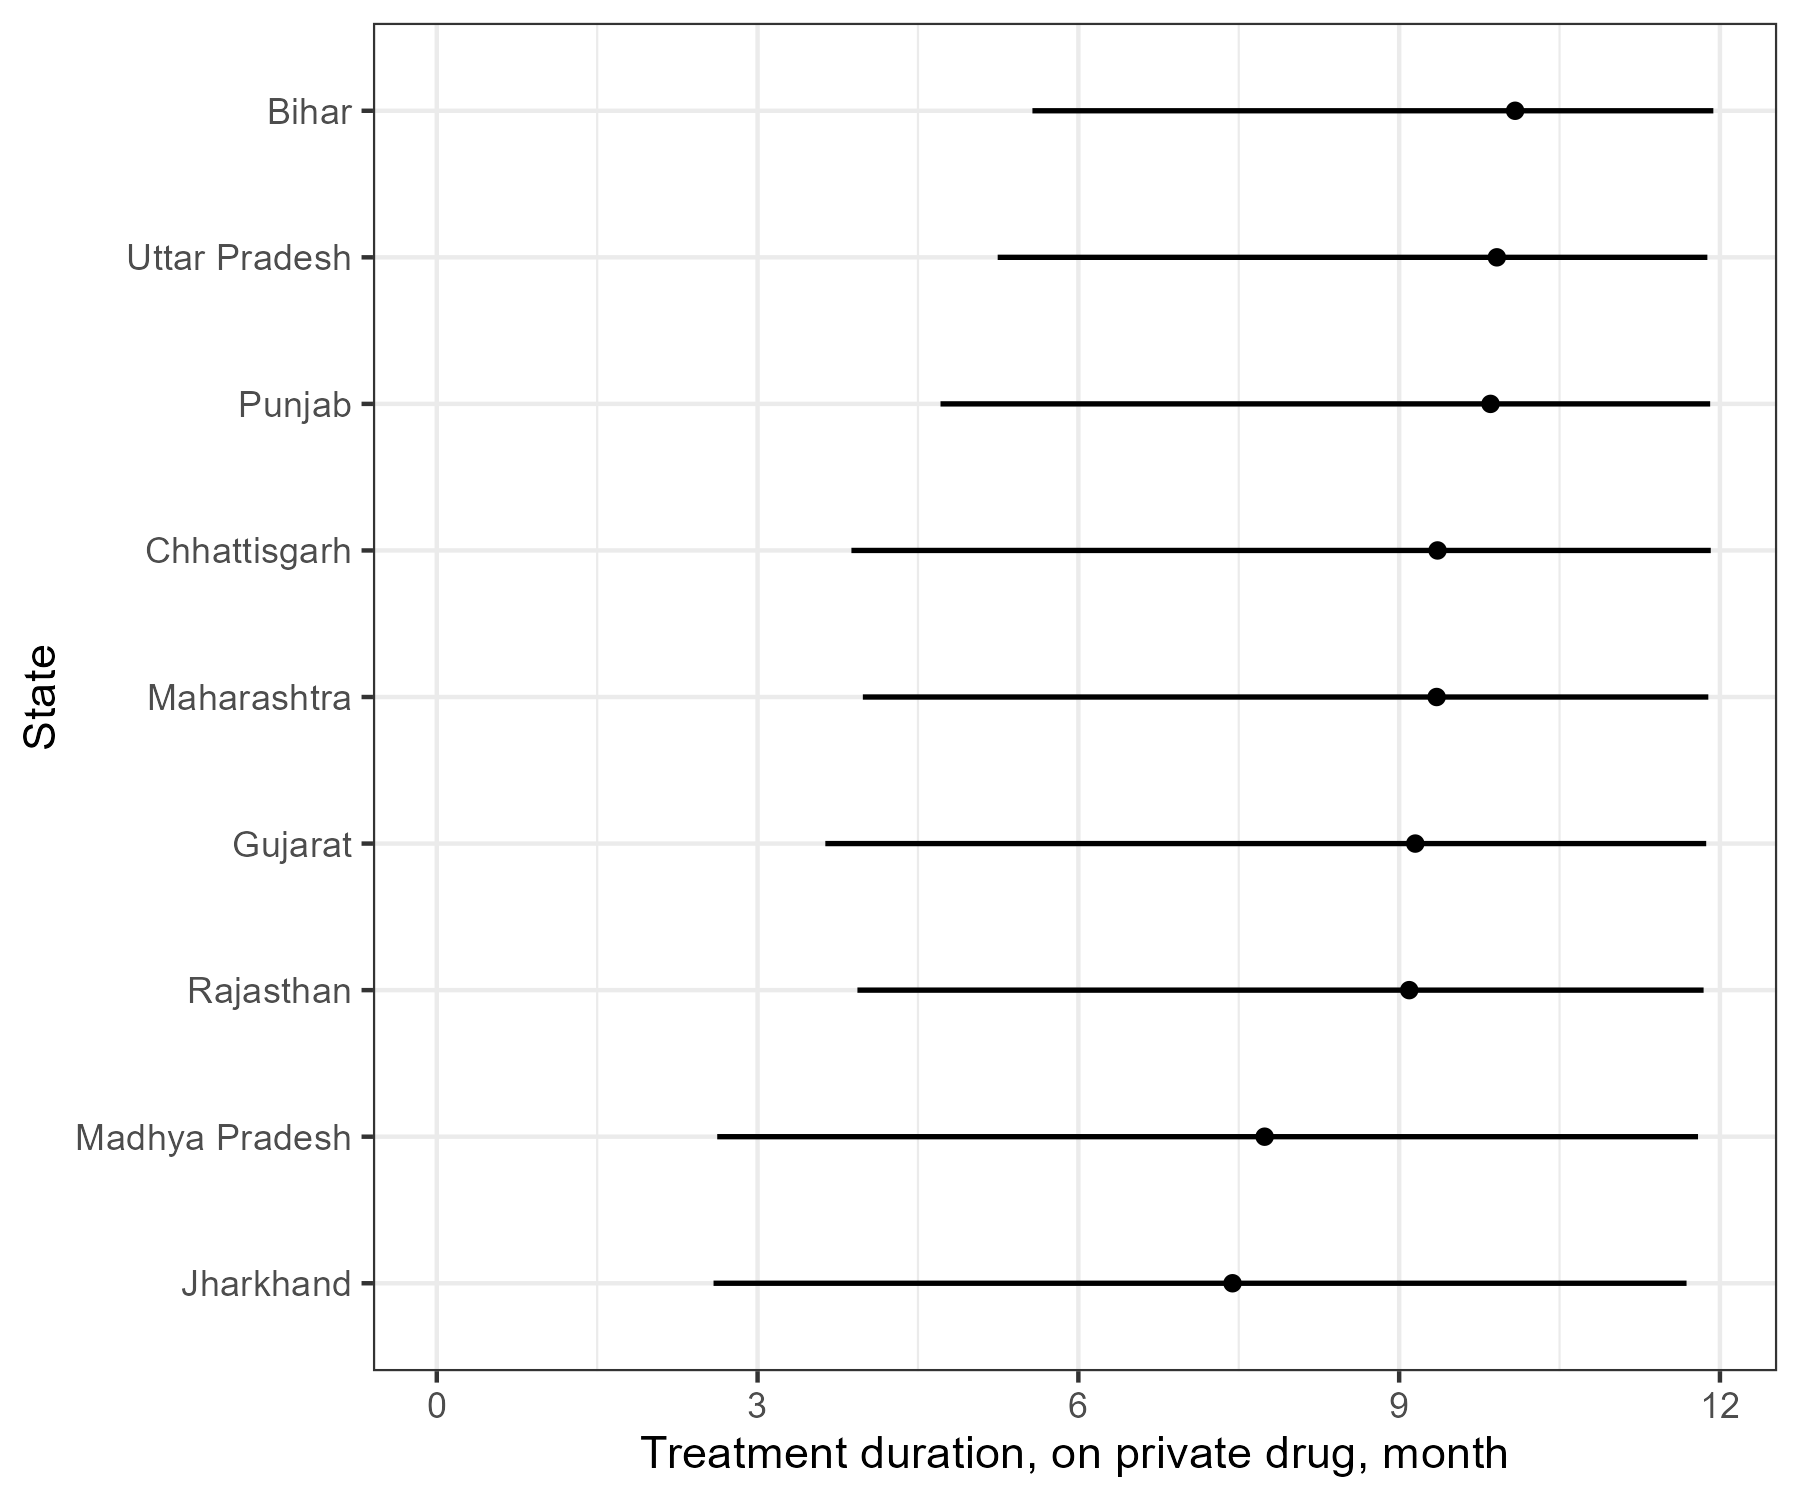 Bihar
Uttar Pradesh
Punjab
Chhattisgarh
Maharashtra
Gujarat
Rajasthan
Madhya Pradesh
Jharkhand
State
0 3 6 9 12
Treatment duration, on private drug, month